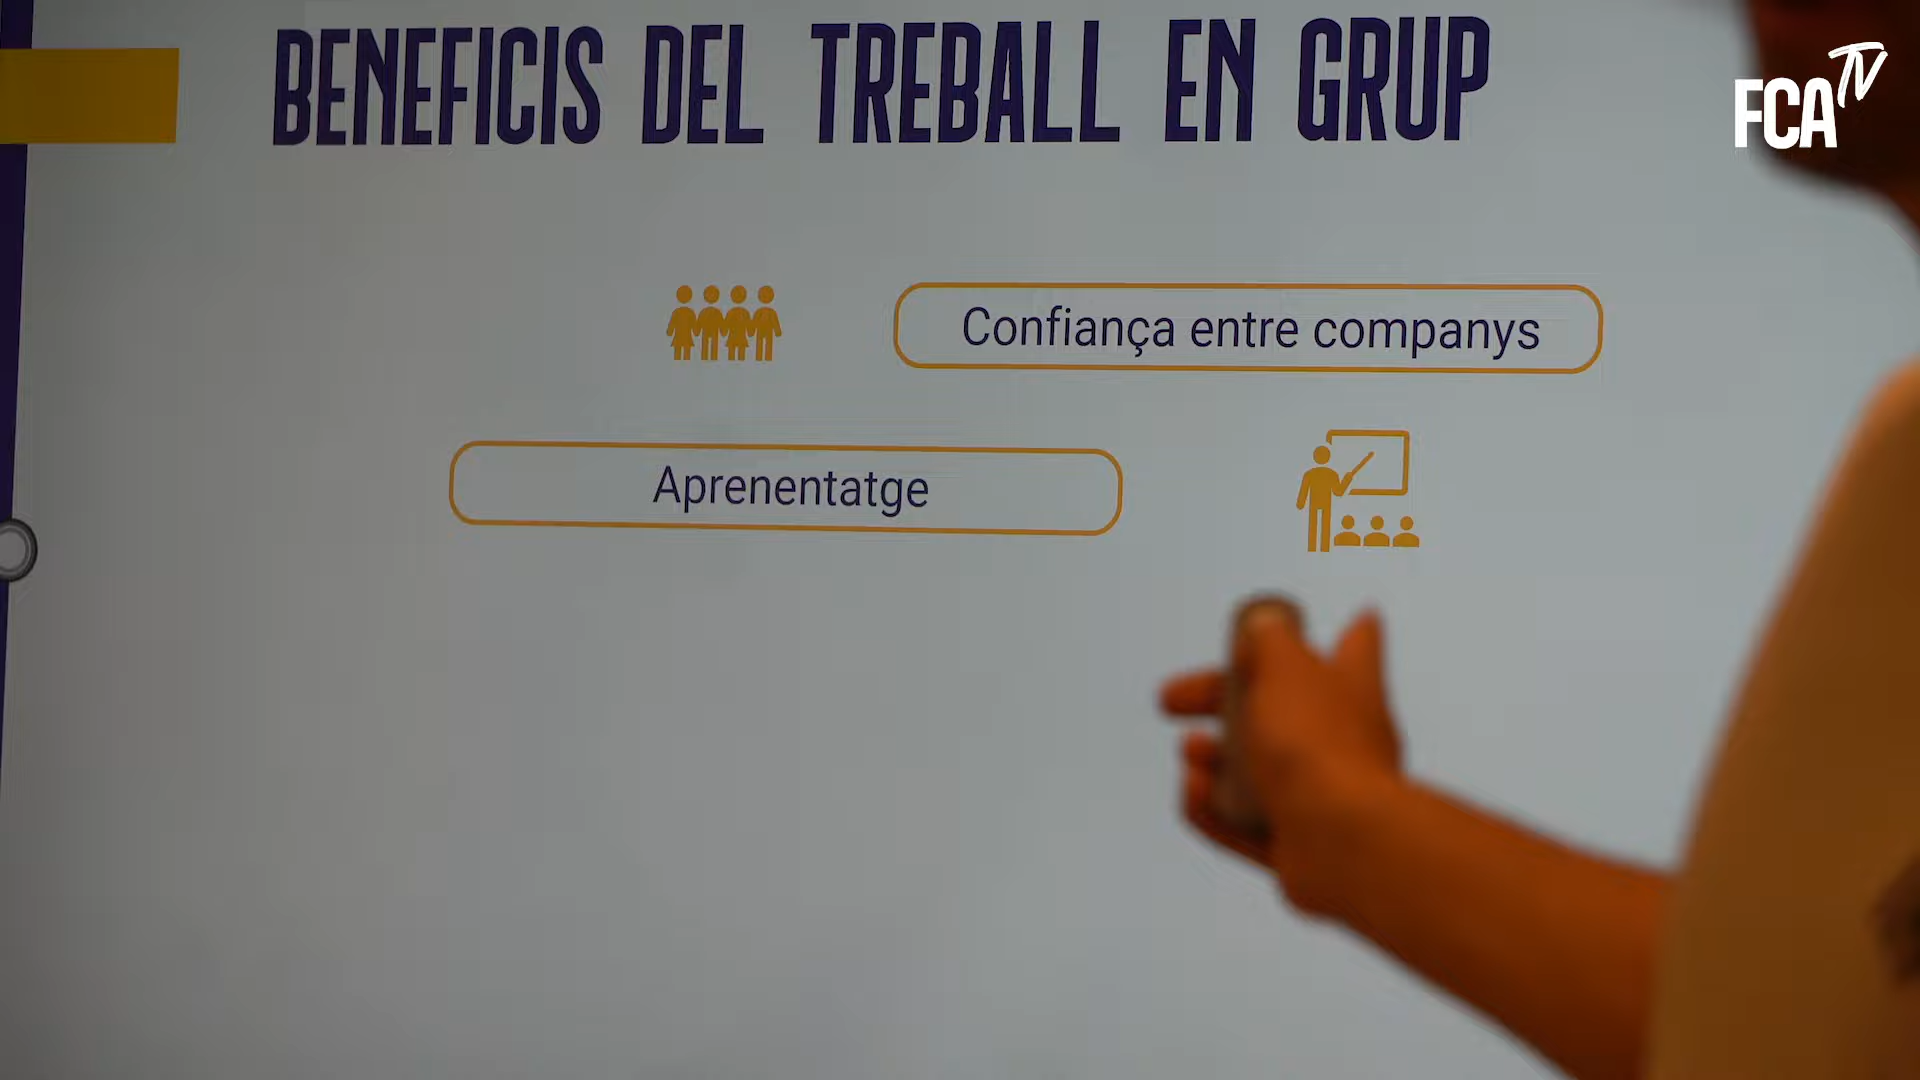 BENEFICIS DEL TREBALL EN GRUP
FCA TV
Confiança entre companys
Aprenentatge